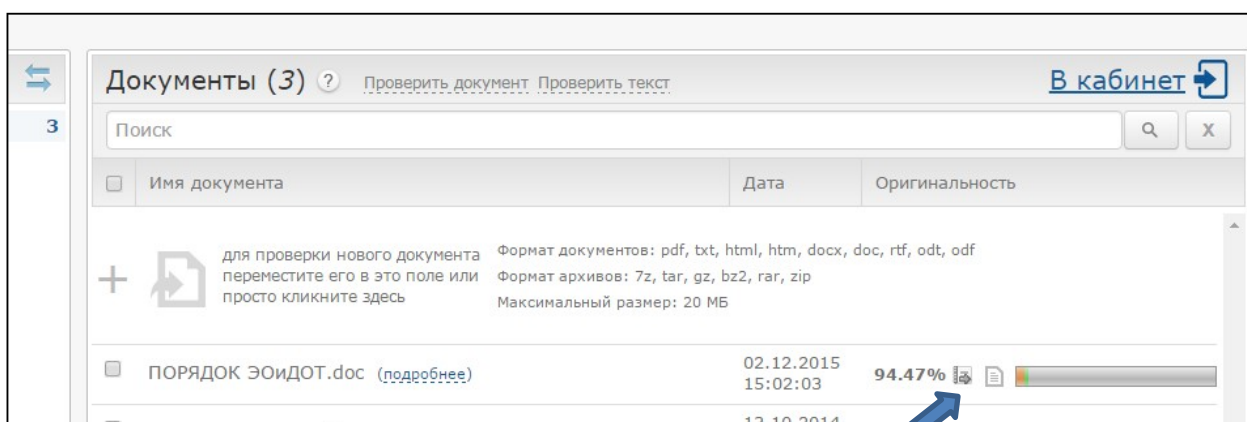 Документы (3) ? Проверить документ Проверить текст В кабинет
3
Поиск X
Имя документа Дата Оригинальность
для проверки нового документа
переместите его в это поле или
просто кликните здесь
Формат документов: pdf, txt, html, htm, docx, doc, rtf, odt, odf
Формат архивов: 7z, tar, gz, bz2, rar, zip
Максимальный размер: 20 МБ
ПОРЯДОК ЭОиДОТ.doc (подробнее) 02.12.2015
15:02:03
94.47%
13.10.2014